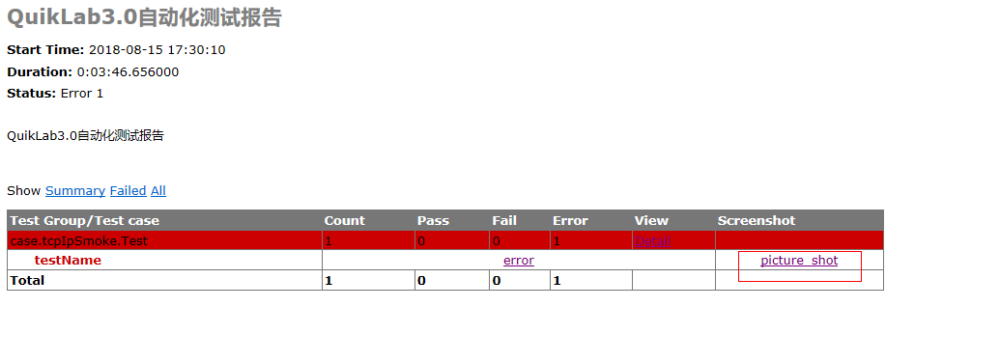 QuikLab3.0自动化测试报告
Start Time: 2018-08-15 17:30:10
Duration: 0:03:46.656000
Status: Error 1
QuikLab3.0自动化测试报告
Show Summary Failed All
Test Group/Test case Count Pass Fail Error View Screenshot
case.tcpIpSmoke.Test 1 0 0 1 Detail
testName error picture_shot
Total 1 0 0 1